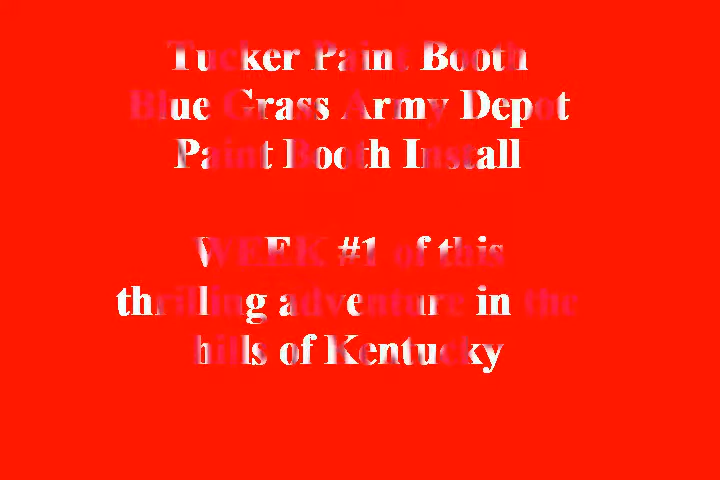 Tucker Paint Booth
Blue Grass Army Depot
Paint Booth Install
WEEK #1 of this
thrilling adventure in the
hills of Kentucky